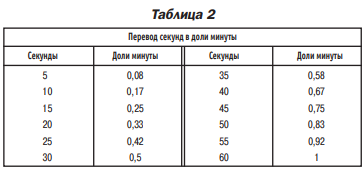 Таблица 2
Перевод секунд в доли минуты
Секунды Доли минуты Секунды Доли минуты
5 0,08 35 0,58
10 0,17 40 0,67
15 0,25 45 0,75
20 0,33 50 0,83
25 0,42 55 0,92
30 0,5 60 1